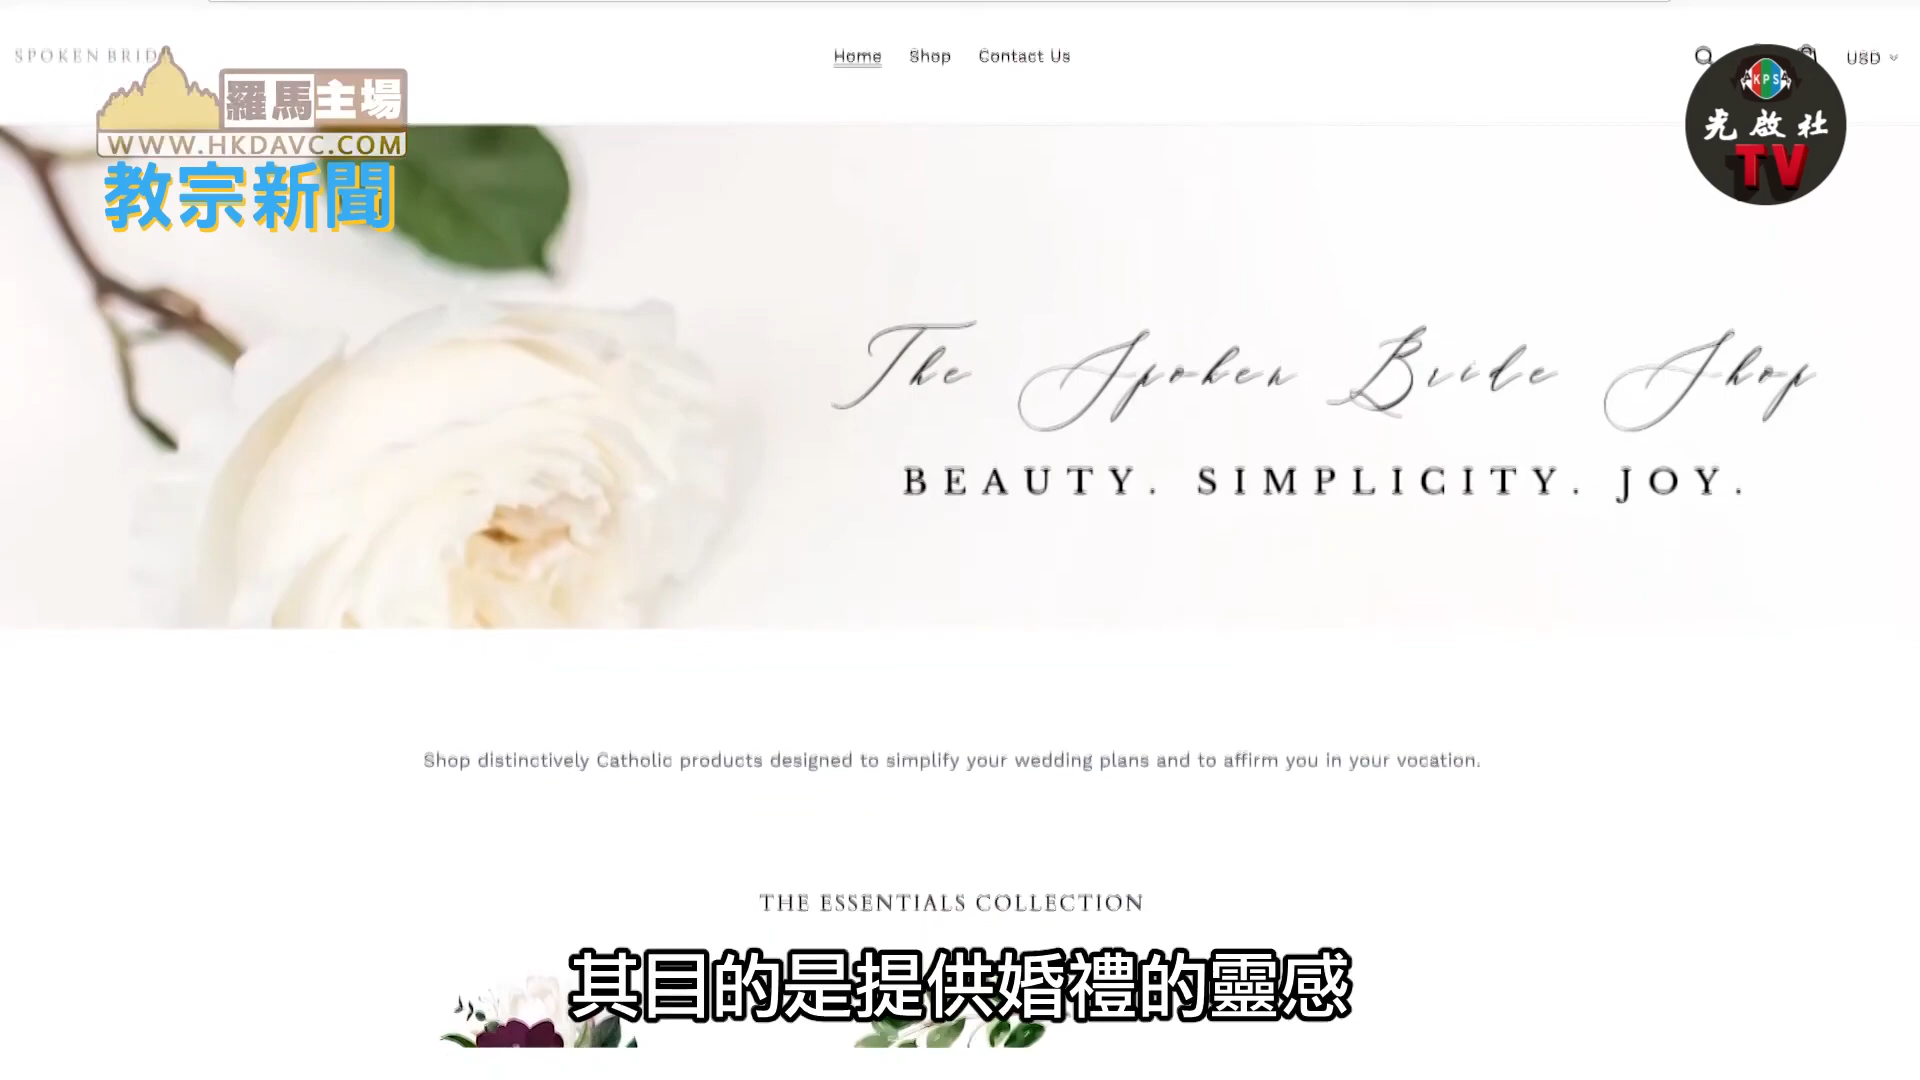 SPOKEN BRID
Home Shop Contact Us
USD
羅馬主場
WWW.HKDAVC.COM
教宗新聞
KPS
光啟社
TV
The Spoken Bride Shop
BEAUTY. SIMPLICITY. JOY.
Shop distinctively Catholic products designed to simplify your wedding plans and to affirm you in your vocation.
THE ESSENTIALS COLLECTION
其目的是提供婚禮的靈感